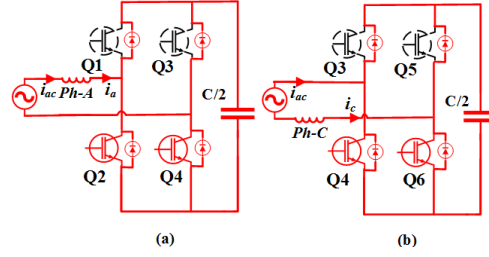 Q1
Q3
i_ac Ph-A i_a
C/2
Q2
Q4
(a)
Q3
Q5
i_ac
i_c
C/2
Ph-C
Q4
Q6
(b)